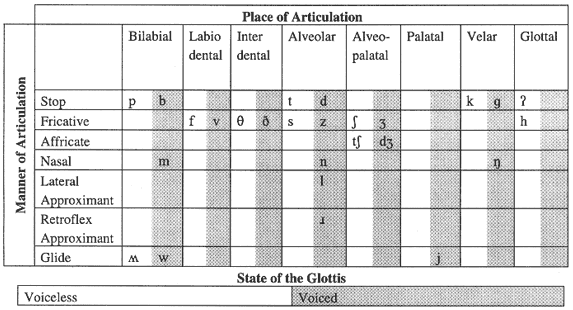 Place of Articulation
Bilabial Labio dental Inter dental Alveolar Alveo- palatal Palatal Velar Glottal
Manner of Articulation
Stop p b t d k g ʔ
Fricative f v θ ð s z ʃ ʒ h
Affricate tʃ dʒ
Nasal m n ŋ
Lateral Approximant l
Retroflex Approximant ɹ
Glide ʍ w j
State of the Glottis
Voiceless Voiced